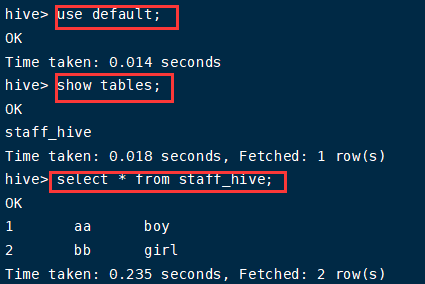 hive> use default;
OK
Time taken: 0.014 seconds
hive> show tables;
OK
staff_hive
Time taken: 0.018 seconds, Fetched: 1 row(s)
hive> select * from staff_hive;
OK
1 aa boy
2 bb girl
Time taken: 0.235 seconds, Fetched: 2 row(s)